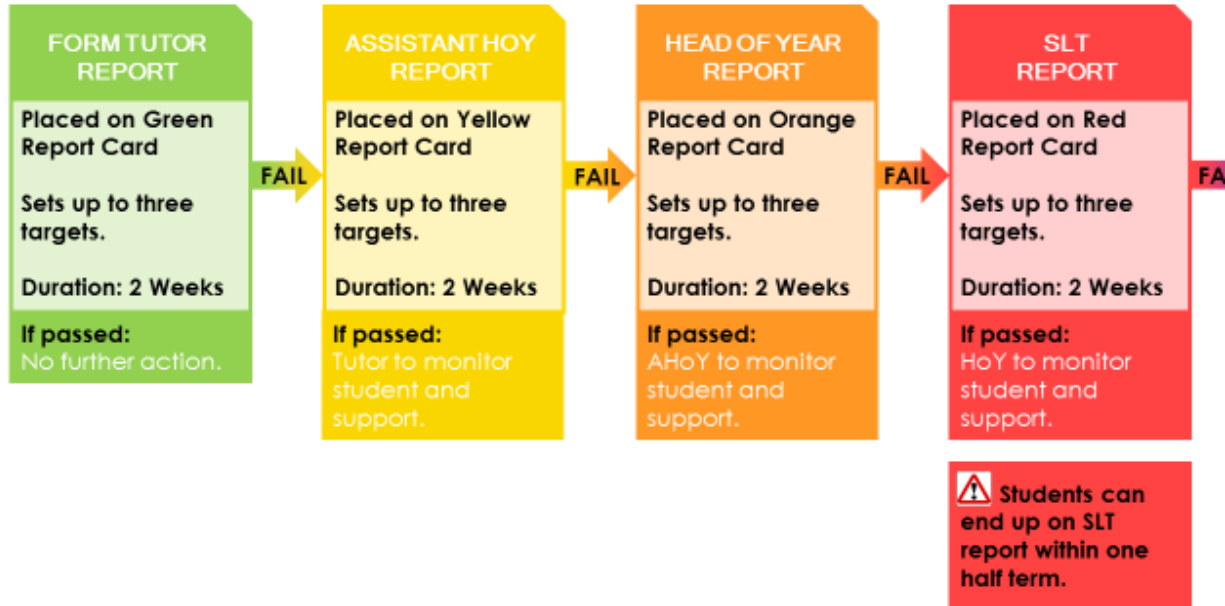 FORM TUTOR
REPORT
Placed on Green
Report Card
Sets up to three
targets.
Duration: 2 Weeks
If passed:
No further action.
FAIL
ASSISTANT HOY
REPORT
Placed on Yellow
Report Card
Sets up to three
targets.
Duration: 2 Weeks
If passed:
Tutor to monitor
student and
support.
FAIL
HEAD OF YEAR
REPORT
Placed on Orange
Report Card
Sets up to three
targets.
Duration: 2 Weeks
If passed:
AHoY to monitor
student and
support.
FAIL
SLT
REPORT
Placed on Red
Report Card
Sets up to three
targets.
Duration: 2 Weeks
If passed:
HoY to monitor
student and
support.
Students can
end up on SLT
report within one
half term.